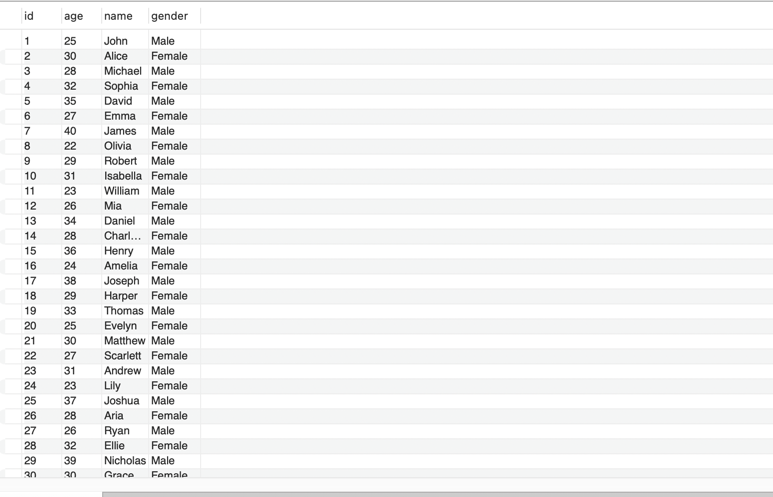 id age name gender
1 25 John Male
2 30 Alice Female
3 28 Michael Male
4 32 Sophia Female
5 35 David Male
6 27 Emma Female
7 40 James Male
8 22 Olivia Female
9 29 Robert Male
10 31 Isabella Female
11 23 William Male
12 26 Mia Female
13 34 Daniel Male
14 28 Charl... Female
15 36 Henry Male
16 24 Amelia Female
17 38 Joseph Male
18 29 Harper Female
19 33 Thomas Male
20 25 Evelyn Female
21 30 Matthew Male
22 27 Scarlett Female
23 31 Andrew Male
24 23 Lily Female
25 37 Joshua Male
26 28 Aria Female
27 26 Ryan Male
28 32 Ellie Female
29 39 Nicholas Male
30 30 Grace Female